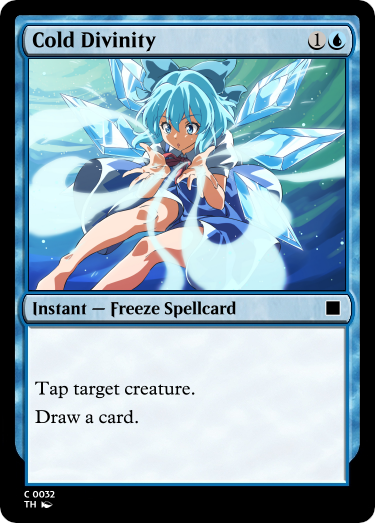 Cold Divinity 1
Instant — Freeze Spellcard
Tap target creature.
Draw a card.
C 0032
TH